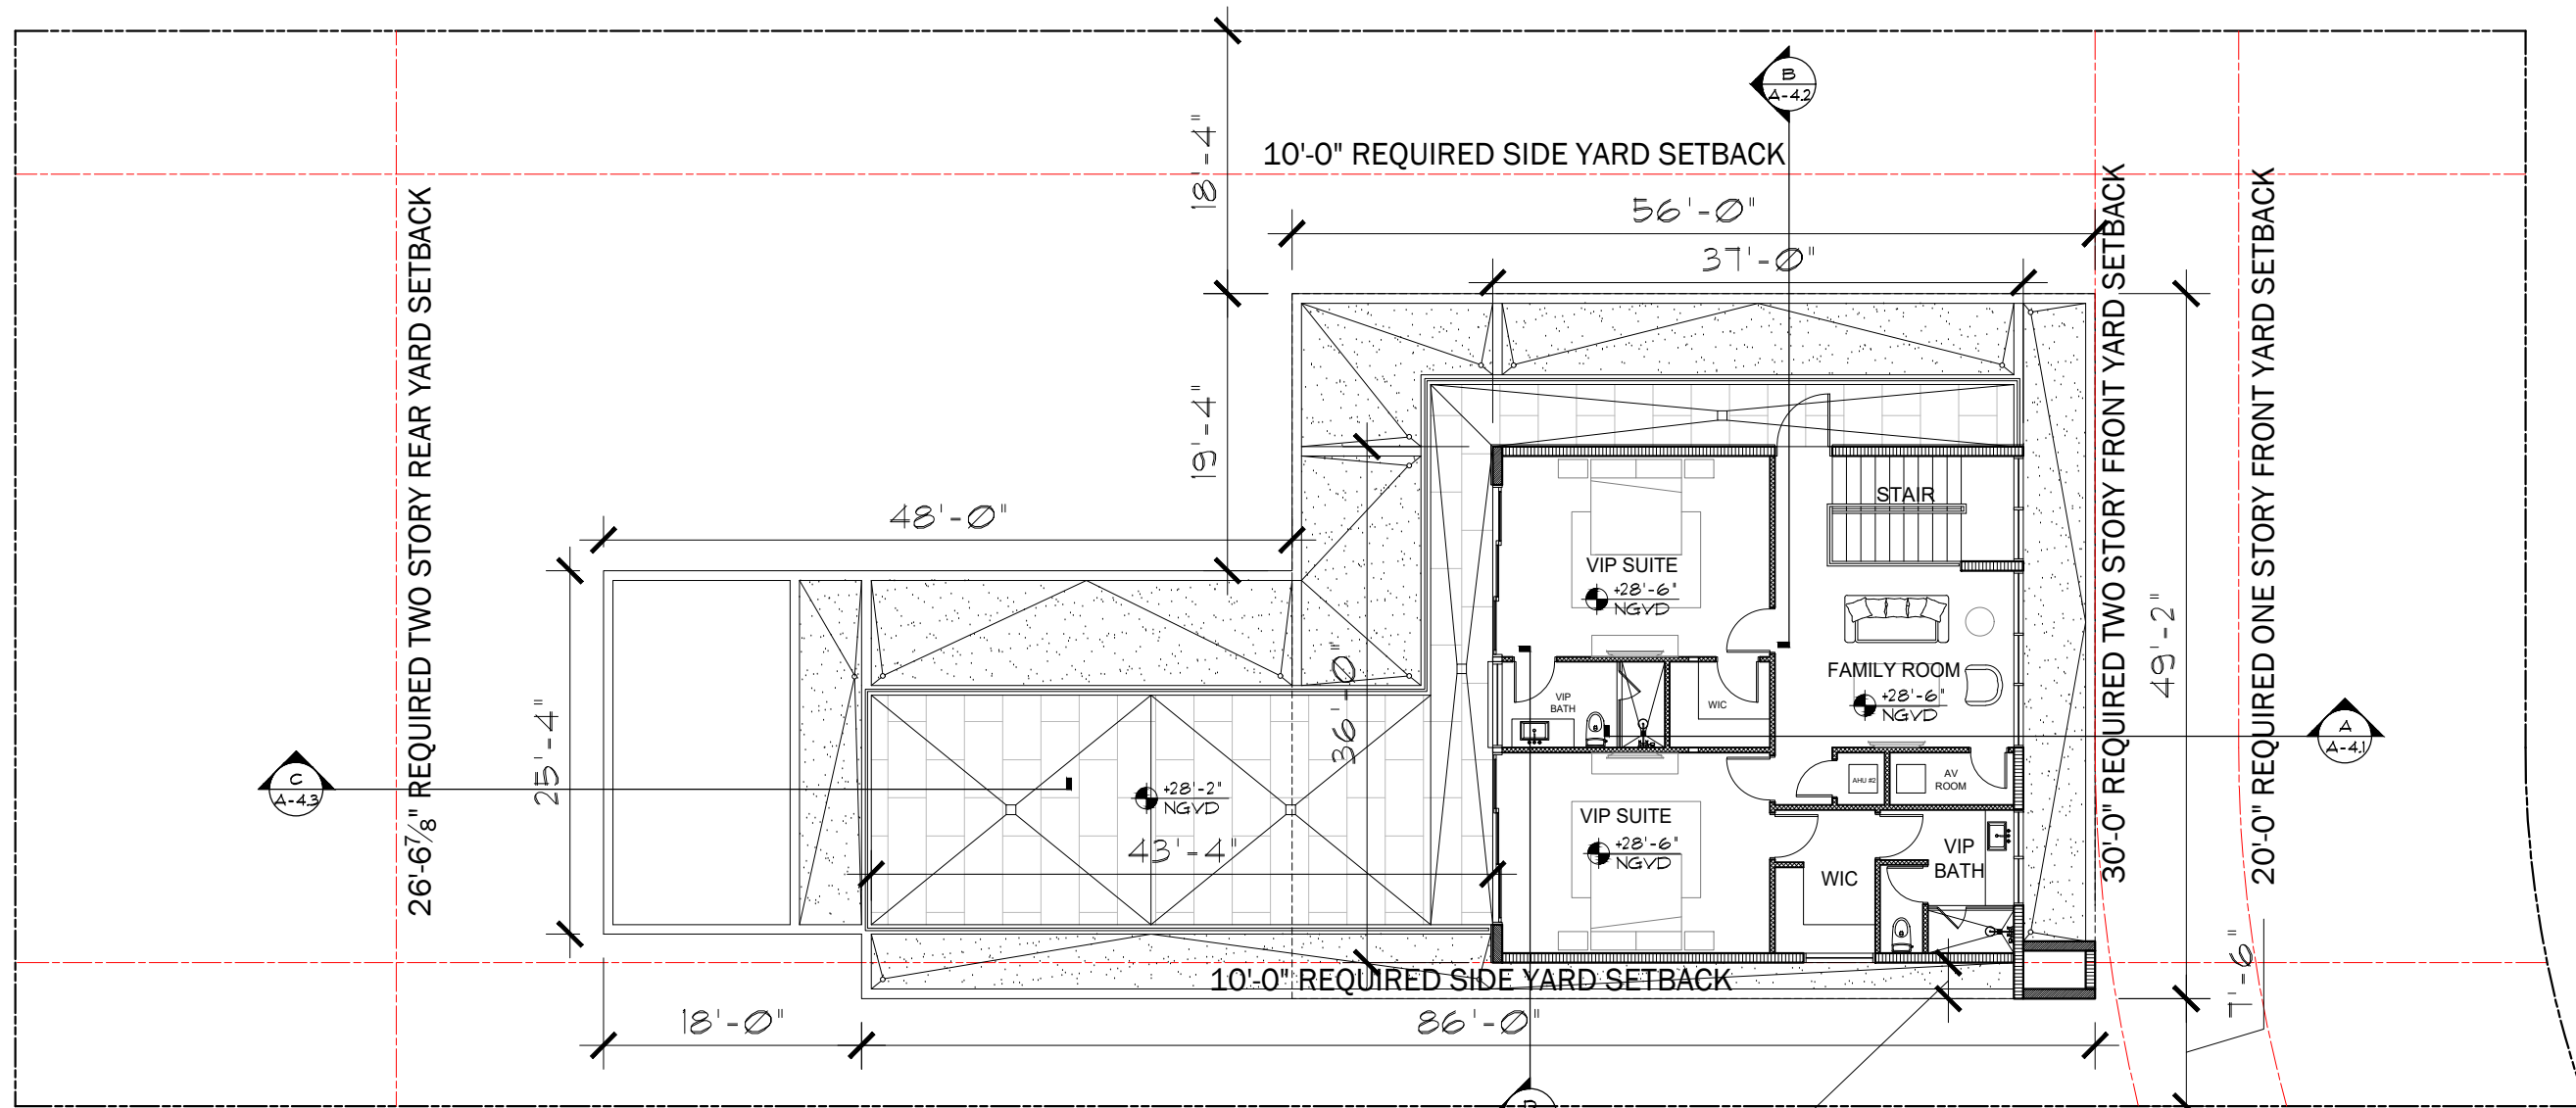 B
A-4.2
18'-4"
10'-0" REQUIRED SIDE YARD SETBACK
56'-0"
37'-0"
26'-6⅞" REQUIRED TWO STORY REAR YARD SETBACK
30'-0" REQUIRED TWO STORY FRONT YARD SETBACK
20'-0" REQUIRED ONE STORY FRONT YARD SETBACK
19'-4"
48'-0"
STAIR
VIP SUITE
+28'-6"
NGVD
49'-2"
36'-0"
FAMILY ROOM
+28'-6"
NGVD
VIP
BATH
WIC
A
A-4.1
C
A-4.3
25'-4"
+28'-2"
NGVD
43'-4"
AHU #2
AV
ROOM
VIP SUITE
+28'-6"
NGVD
VIP
BATH
WIC
7'-6"
10'-0" REQUIRED SIDE YARD SETBACK
18'-0"
86'-0"